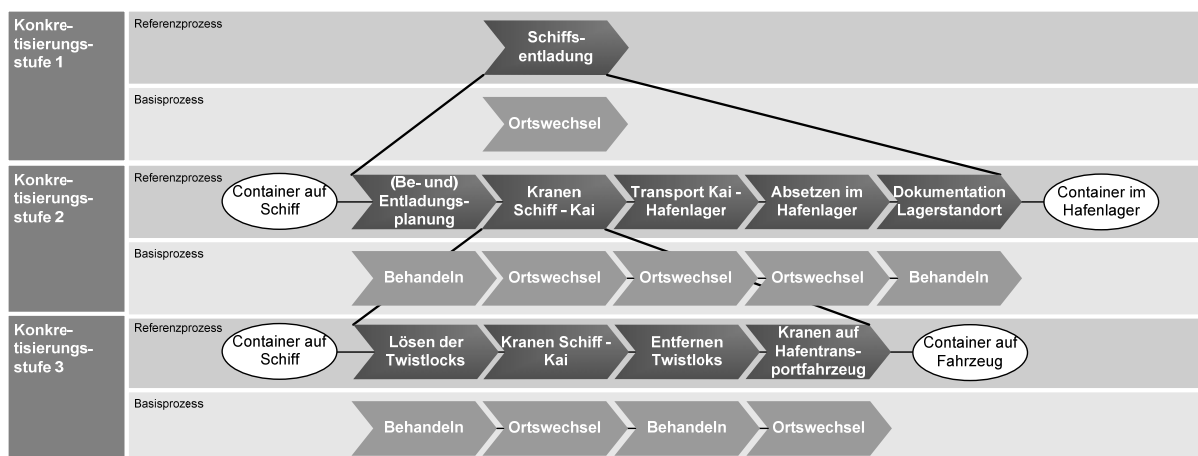 Konkre-
tisierungs-
stufe 1
Referenzprozess
Schiffs-
entladung
Basisprozess
Ortswechsel
Konkre-
tisierungs-
stufe 2
Referenzprozess
Container auf
Schiff
(Be- und)
Entladungs-
planung
Kranen
Schiff – Kai
Transport Kai -
Hafenlager
Absetzen im
Hafenlager
Dokumentation
Lagerstandort
Container im
Hafenlager
Basisprozess
Behandeln
Ortswechsel
Ortswechsel
Ortswechsel
Behandeln
Konkre-
tisierungs-
stufe 3
Referenzprozess
Container auf
Schiff
Lösen der
Twistlocks
Kranen Schiff -
Kai
Entfernen
Twistloks
Kranen auf
Hafentrans-
portfahrzeug
Container auf
Fahrzeug
Basisprozess
Behandeln
Ortswechsel
Behandeln
Ortswechsel